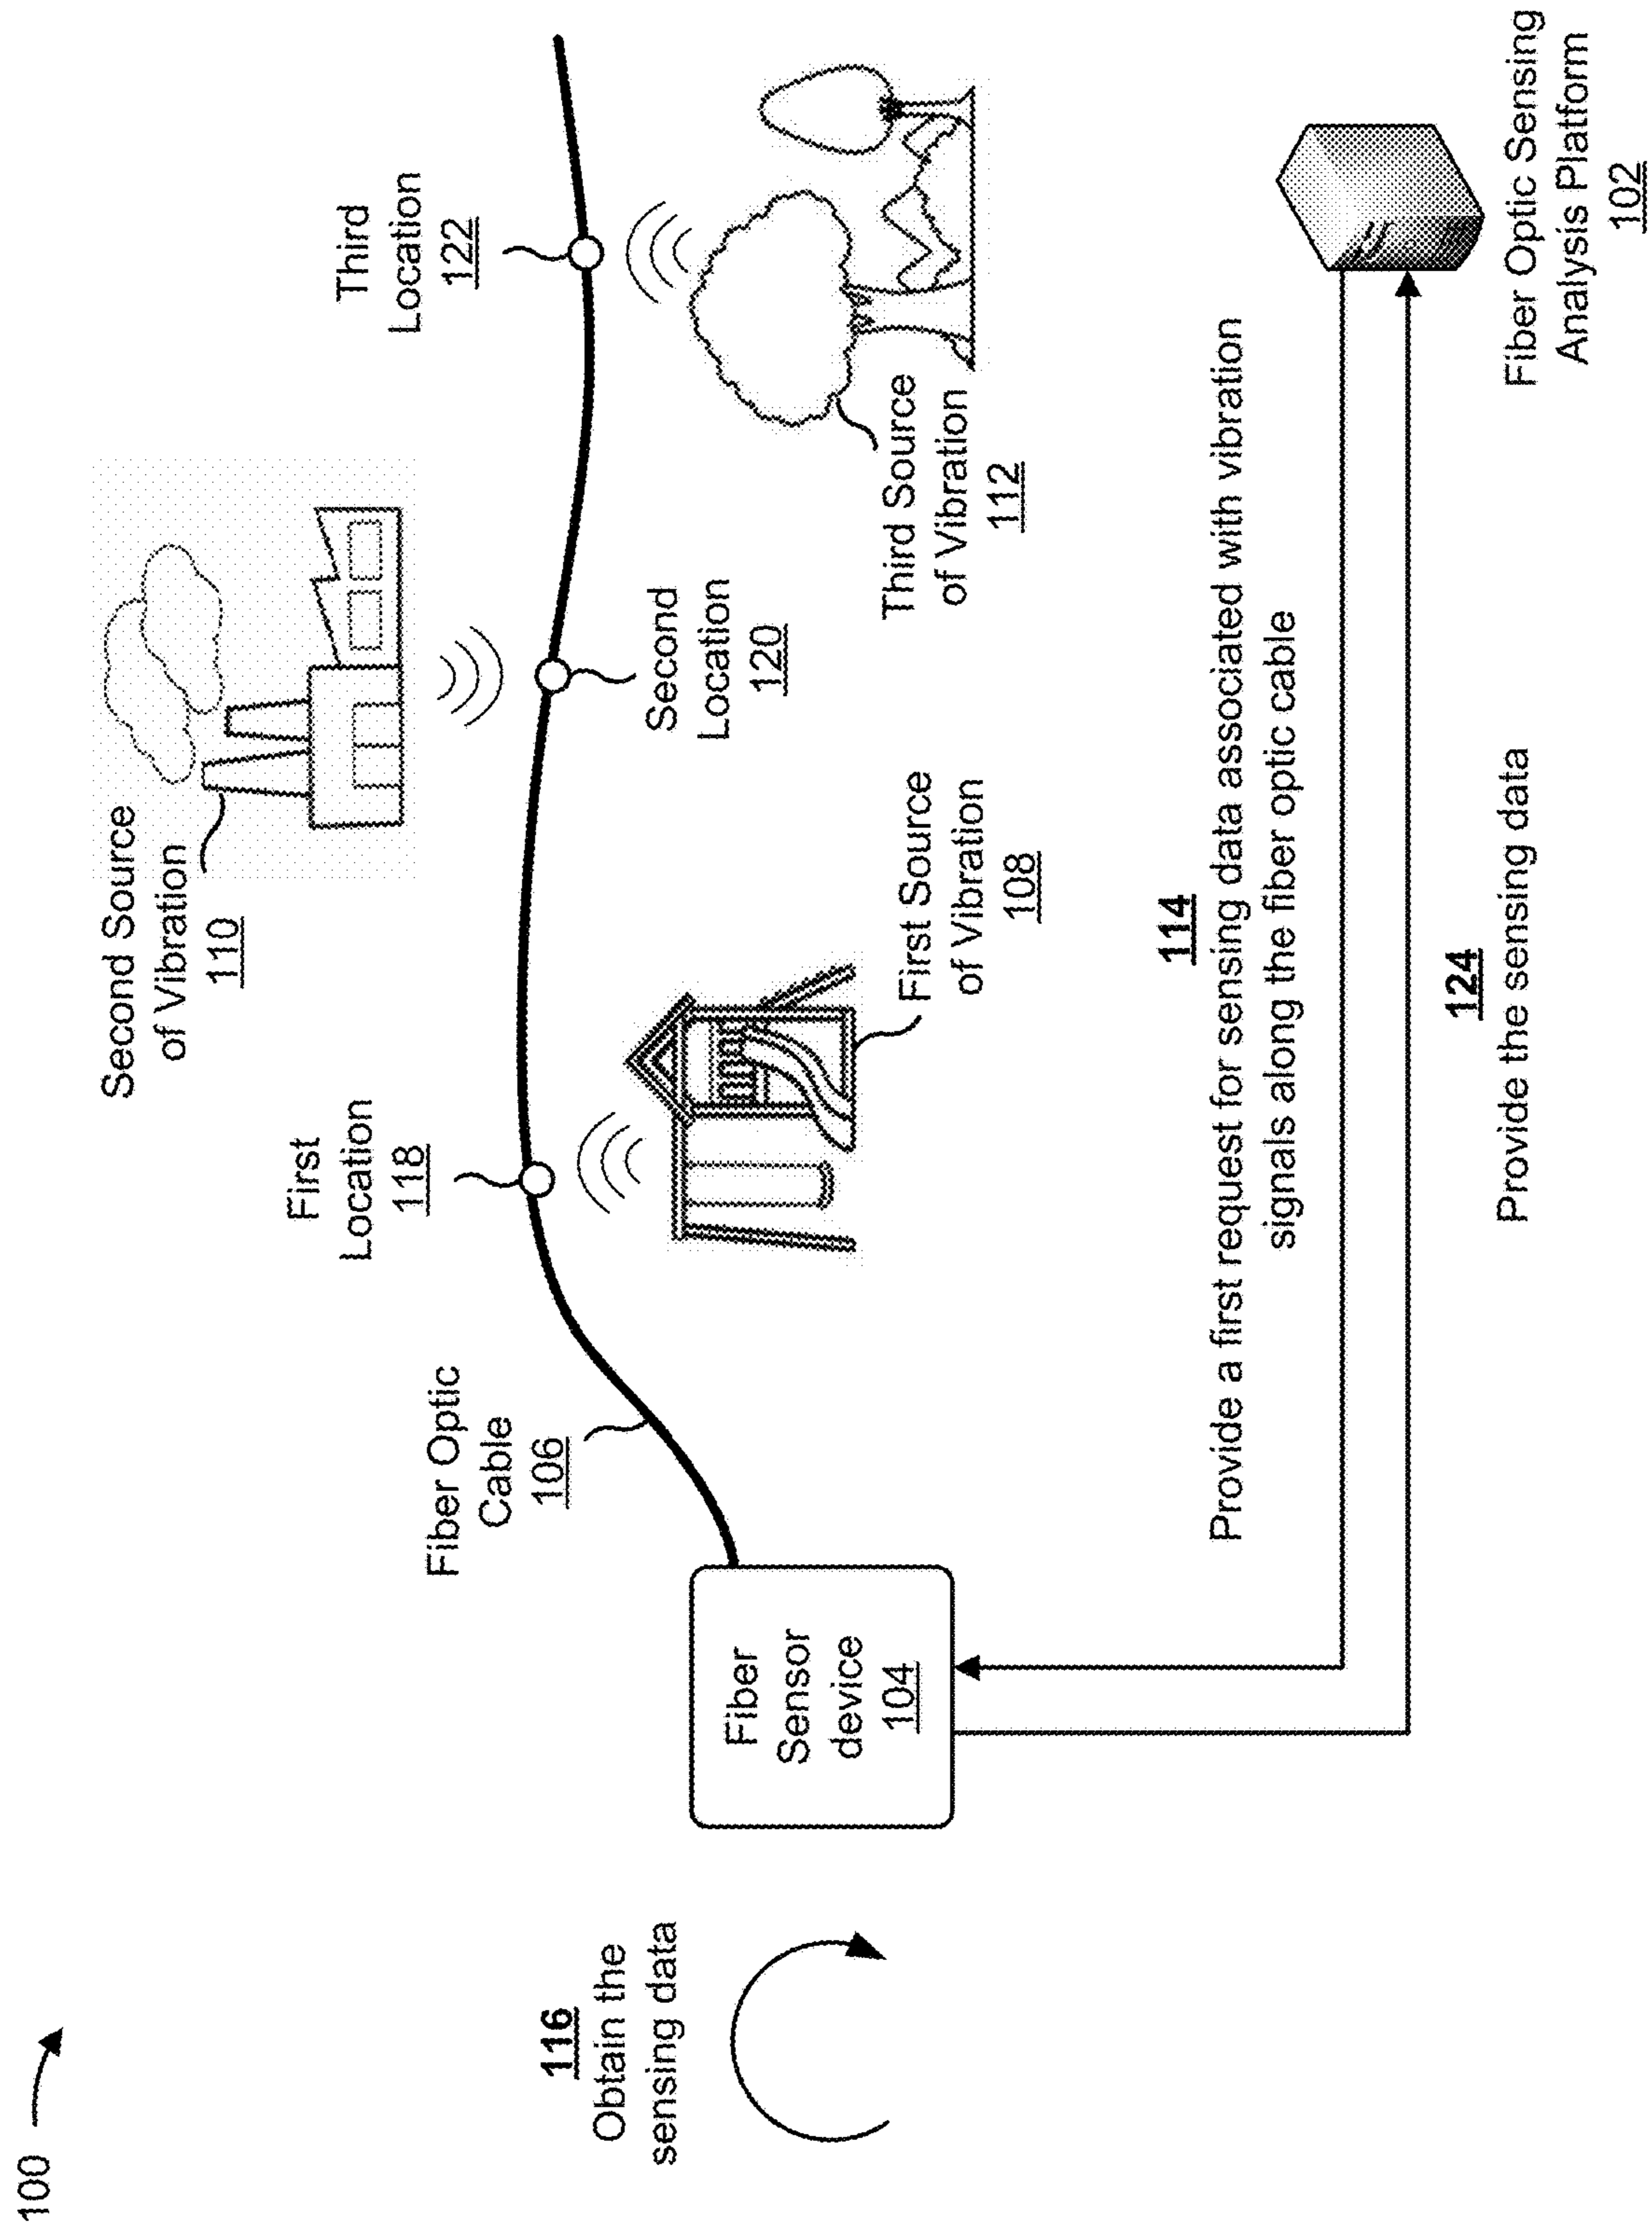 100
Second Source
of Vibration
110
Third
Location
122
First
Location
118
Fiber Optic
Cable
106
Second
Location
120
116
Obtain the
sensing data
Fiber
Sensor
device
104
First Source
of Vibration
108
Third Source
of Vibration
112
114
Provide a first request for sensing data associated with vibration
signals along the fiber optic cable
124
Provide the sensing data
Fiber Optic Sensing
Analysis Platform
102